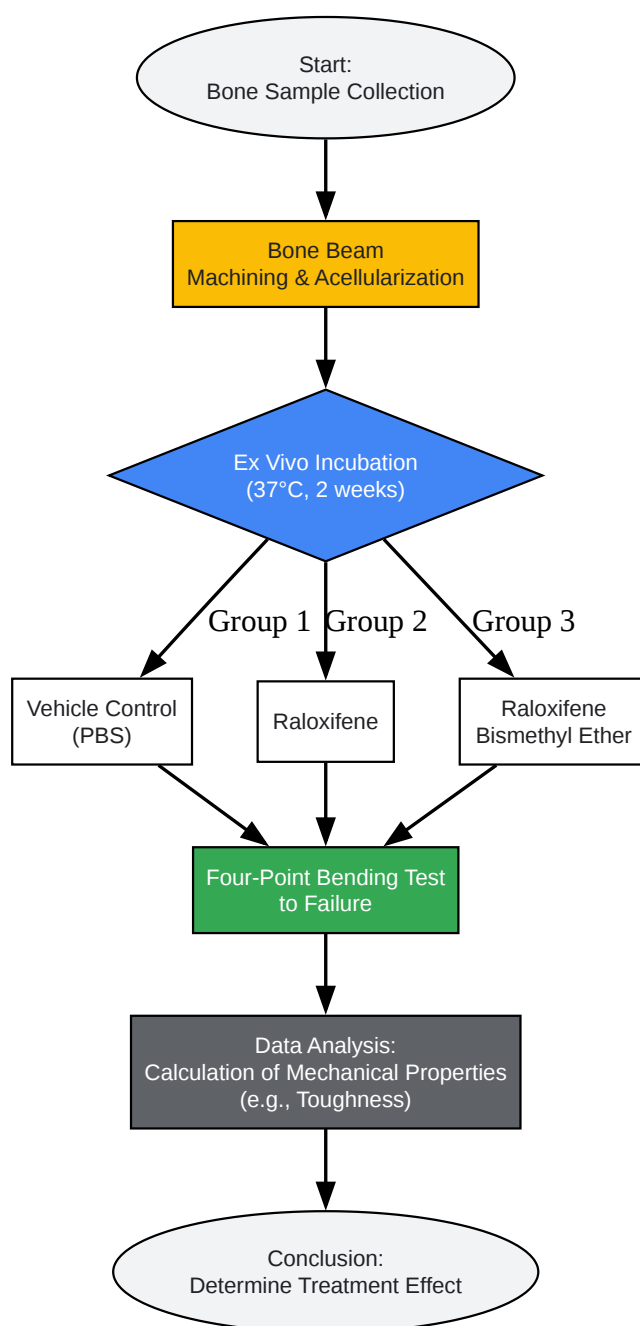 Start:
Bone Sample Collection
Bone Beam
Machining & Acellularization
Ex Vivo Incubation
(37°C, 2 weeks)
Group 1
Group 2
Group 3
Vehicle Control
(PBS)
Raloxifene
Raloxifene
Bismethyl Ether
Four-Point Bending Test
to Failure
Data Analysis:
Calculation of Mechanical Properties
(e.g., Toughness)
Conclusion:
Determine Treatment Effect